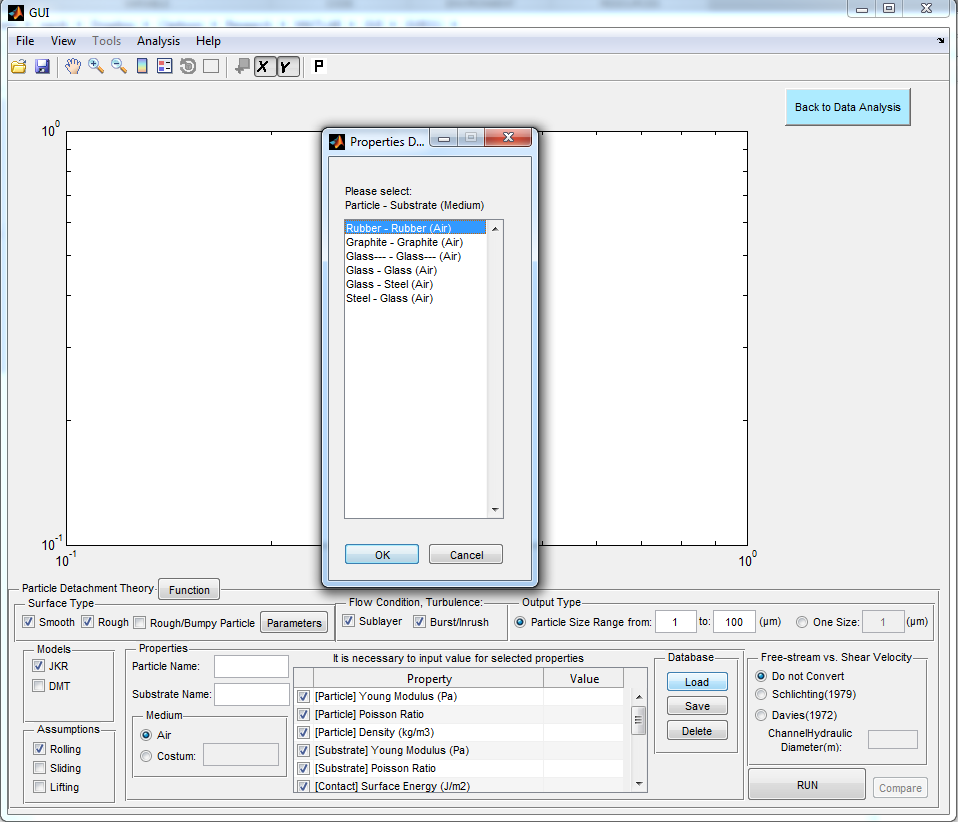 GUI
File View Tools Analysis Help
X Y P
Back to Data Analysis
10^0
10^-1
10^-1
10^0
Properties D...
Please select:
Particle - Substrate (Medium)
Rubber - Rubber (Air)
Graphite - Graphite (Air)
Glass--- - Glass--- (Air)
Glass - Glass (Air)
Glass - Steel (Air)
Steel - Glass (Air)
OK Cancel
Particle Detachment Theory Function
Surface Type
Smooth Rough Rough/Bumpy Particle Parameters
Flow Condition, Turbulence:
Sublayer Burst/Inrush
Output Type
Particle Size Range from: 1 to: 100 (µm) One Size: 1 (µm)
Models
JKR
DMT
Assumptions
Rolling
Sliding
Lifting
Properties
Particle Name:
Substrate Name:
Medium
Air
Costum:
It is necessary to input value for selected properties
Property Value
[Particle] Young Modulus (Pa)
[Particle] Poisson Ratio
[Particle] Density (kg/m3)
[Substrate] Young Modulus (Pa)
[Substrate] Poisson Ratio
[Contact] Surface Energy (J/m2)
Database
Load
Save
Delete
Free-stream vs. Shear Velocity
Do not Convert
Schlichting(1979)
Davies(1972)
ChannelHydraulic
Diameter(m):
RUN Compare